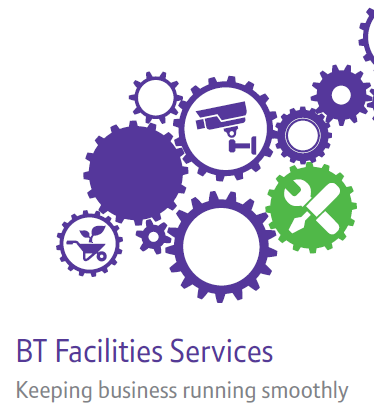 BT Facilities Services
Keeping business running smoothly